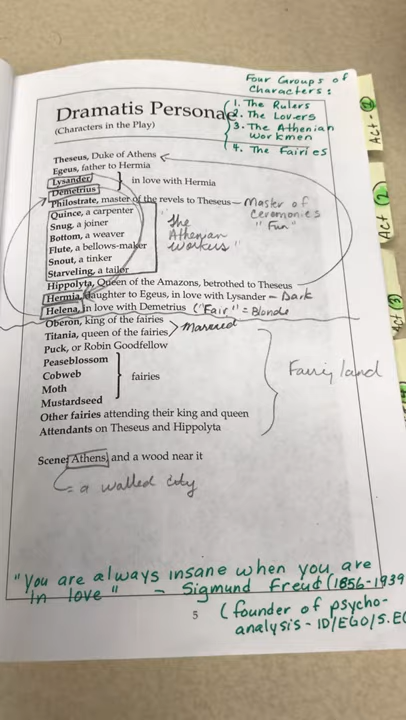 Four Groups of
Characters:
1. The Rulers
2. The Lovers
3. The Athenian
Workmen
4. The Fairies
Dramatis Personae
(Characters in the Play)
Theseus, Duke of Athens
Egeus, father to Hermia
Lysander
Demetrius
in love with Hermia
Philostrate, master of the revels to Theseus – Master of
Ceremonies
"Fun"
Quince, a carpenter
Snug, a joiner
Bottom, a weaver
Flute, a bellows-maker
Snout, a tinker
Starveling, a tailor
The
Athenian
Workers"
Hippolyta, Queen of the Amazons, betrothed to Theseus
Hermia, daughter to Egeus, in love with Lysander – Dark
Helena, in love with Demetrius ("Fair" = Blonde
Oberon, king of the fairies
Titania, queen of the fairies
Married
Puck, or Robin Goodfellow
Peaseblossom
Cobweb
Moth
Mustardseed
fairies
Other fairies attending their king and queen
Attendants on Theseus and Hippolyta
Fairy land
Scene: Athens, and a wood near it
= a walled city
"You are always insane when you are
in love" – Sigmund Freud (1856-1939
(founder of psycho-
analysis - ID/EGO/S.EG
5
Act - 
Act 2
Act 3